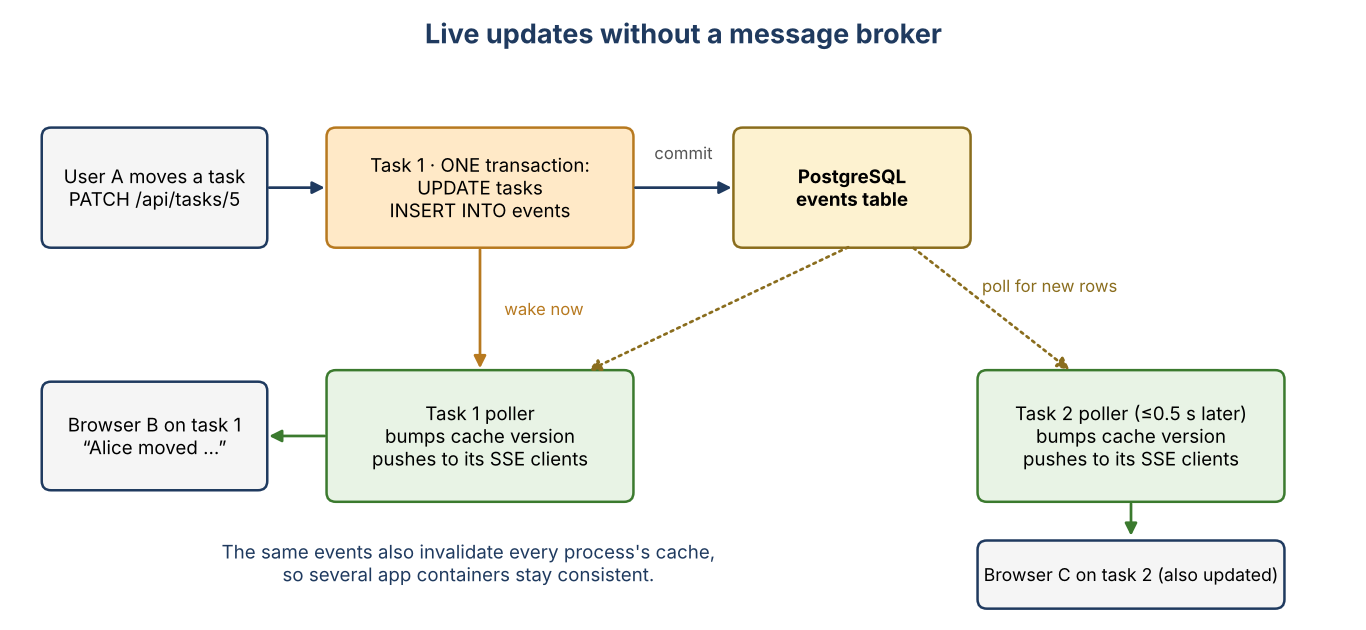 Live updates without a message broker
User A moves a task
PATCH /api/tasks/5
Task 1 · ONE transaction:
UPDATE tasks
INSERT INTO events
commit
PostgreSQL
events table
wake now
poll for new rows
Browser B on task 1
“Alice moved ...”
Task 1 poller
bumps cache version
pushes to its SSE clients
Task 2 poller (≤0.5 s later)
bumps cache version
pushes to its SSE clients
The same events also invalidate every process's cache,
so several app containers stay consistent.
Browser C on task 2 (also updated)